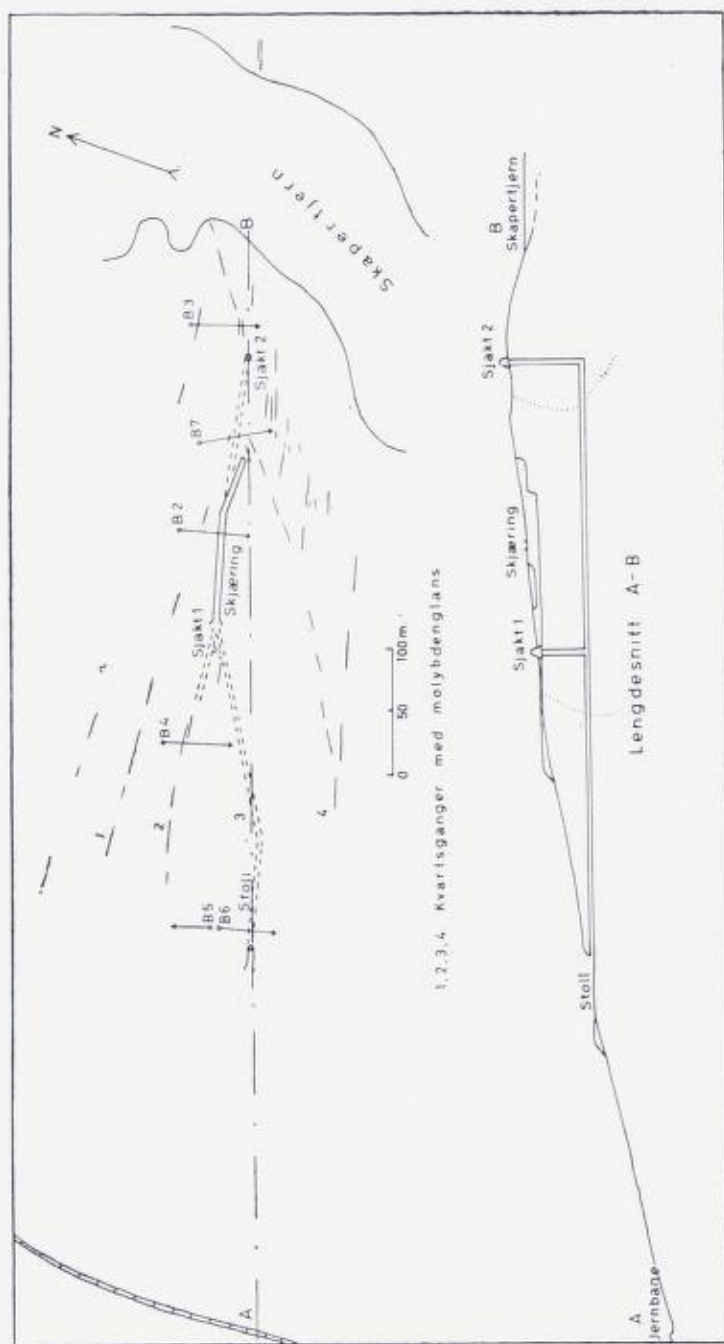 N
Skapertjern
B
B3
Sjakt 2
B7
B2
Skjæring
Sjakt 1
B4
1
2
3
4
B5
B6
Stoll
A
0 50 100 m.
1,2,3,4 Kvartsganger med molybdenglans
B
Skapertjern
Sjakt 2
Skjæring
Sjakt 1
Stoll
A
Jernbane
Lengdesnitt A-B